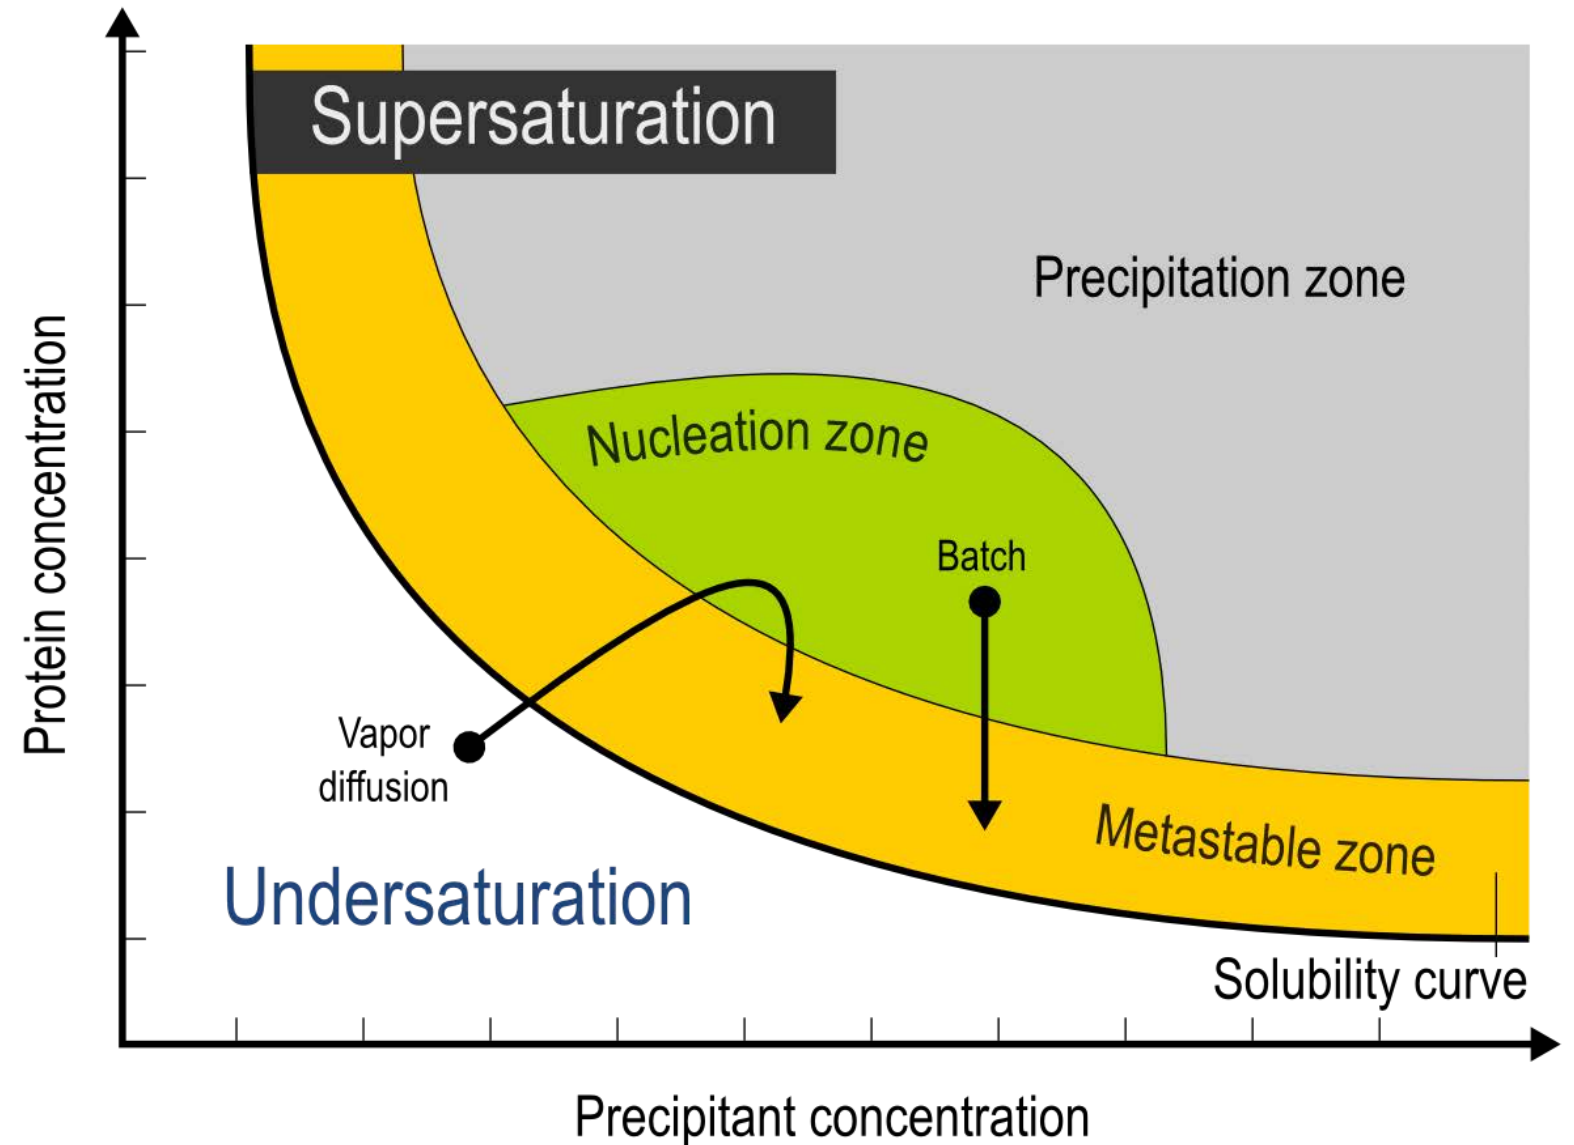 Supersaturation
Precipitation zone
Nucleation zone
Batch
Vapor
diffusion
Metastable zone
Undersaturation
Solubility curve
Protein concentration
Precipitant concentration